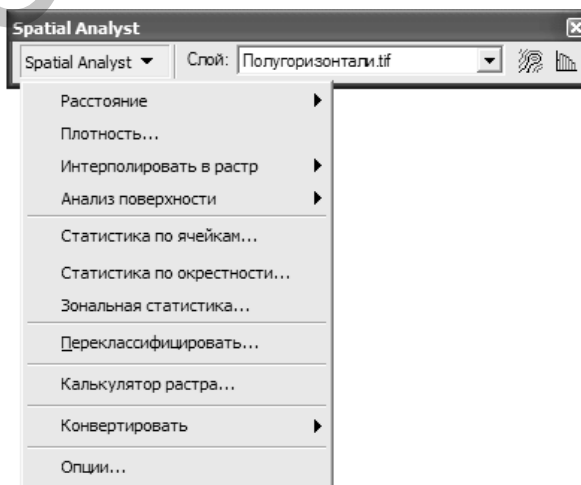 Spatial Analyst
Spatial Analyst Слой: Полугоризонтали.tif
Расстояние
Плотность...
Интерполировать в растр
Анализ поверхности
Статистика по ячейкам...
Статистика по окрестности...
Зональная статистика...
Переклассифицировать...
Калькулятор растра...
Конвертировать
Опции...